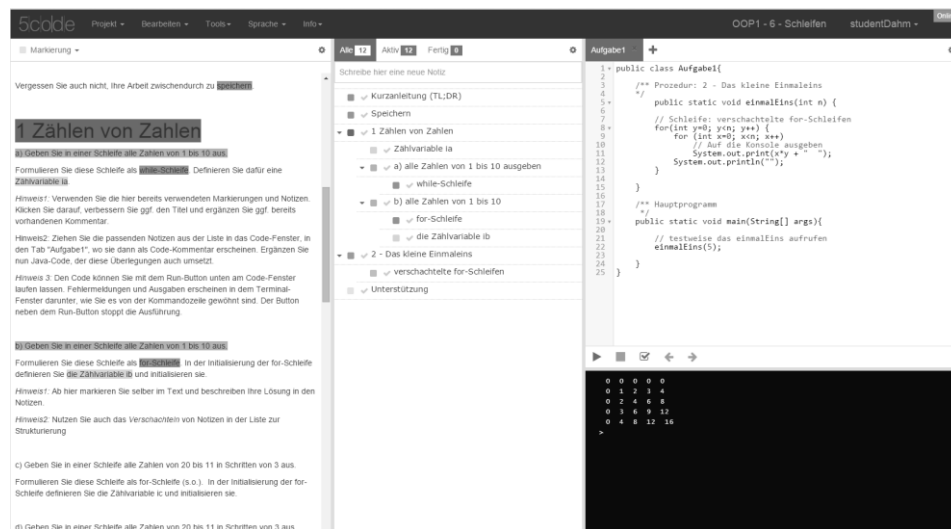 5code Projekt Bearbeiten Tools Sprache Info OOP1 - 6 - Schleifen studentDahm
Markierung
Vergessen Sie auch nicht, Ihre Arbeit zwischendurch zu speichern.
1 Zählen von Zahlen
a) Geben Sie in einer Schleife alle Zahlen von 1 bis 10 aus.
Formulieren Sie diese Schleife als while-Schleife. Definieren Sie dafür eine
Zählvariable ia.
Hinweis1: Verwenden Sie die hier bereits verwendeten Markierungen und Notizen.
Klicken Sie darauf, verbessern Sie ggf. den Titel und ergänzen Sie ggf. bereits
vorhandenen Kommentar.
Hinweis2: Ziehen Sie die passenden Notizen aus der Liste in das Code-Fenster, in
den Tab "Aufgabe1", wo sie dann als Code-Kommentar erscheinen. Ergänzen Sie
nun Java-Code, der diese Überlegungen auch umsetzt.
Hinweis 3: Den Code können Sie mit dem Run-Button unten am Code-Fenster
laufen lassen. Fehlermeldungen und Ausgaben erscheinen in dem Terminal-
Fenster darunter, wie Sie es von der Kommandozeile gewöhnt sind. Der Button
neben dem Run-Button stoppt die Ausführung.
b) Geben Sie in einer Schleife alle Zahlen von 1 bis 10 aus.
Formulieren Sie diese Schleife als for-Schleife. In der Initialisierung der for-Schleife
definieren Sie die Zählvariable ib und initialisieren sie.
Hinweis1: Ab hier markieren Sie selber im Text und beschreiben Ihre Lösung in den
Notizen.
Hinweis2: Nutzen Sie auch das Verschachteln von Notizen in der Liste zur
Strukturierung
c) Geben Sie in einer Schleife alle Zahlen von 20 bis 11 in Schritten von 3 aus.
Formulieren Sie diese Schleife als for-Schleife (s.o.). In der Initialisierung der for-
Schleife definieren Sie die Zählvariable ic und initialisieren sie.
d) Geben Sie in einer Schleife alle Zahlen von 20 bis 11 in Schritten von 3 aus.
Alle 12 Aktiv 12 Fertig 0
Schreibe hier eine neue Notiz
Kurzanleitung (TL;DR)
Speichern
1 Zählen von Zahlen
Zählvariable ia
a) alle Zahlen von 1 bis 10 ausgeben
while-Schleife
b) alle Zahlen von 1 bis 10
for-Schleife
die Zählvariable ib
2 - Das kleine Einmaleins
verschachtelte for-Schleifen
Unterstützung
Aufgabe1
1 public class Aufgabe1{
2
3 /** Prozedur: 2 - Das kleine Einmaleins
4 */
5 public static void einmalEins(int n) {
6
7 // Schleife: verschachtelte for-Schleifen
8 for(int y=0; y<n; y++) {
9 for (int x=0; x<n; x++)
10 // Auf die Konsole ausgeben
11 System.out.print(x*y + "  ");
12 System.out.println("");
13 }
14
15 }
16
17 /** Hauptprogramm
18 */
19 public static void main(String[] args){
20
21 // testweise das einmalEins aufrufen
22 einmalEins(5);
23
24 }
25 }
0 0 0 0 0
0 1 2 3 4
0 2 4 6 8
0 3 6 9 12
0 4 8 12 16
>